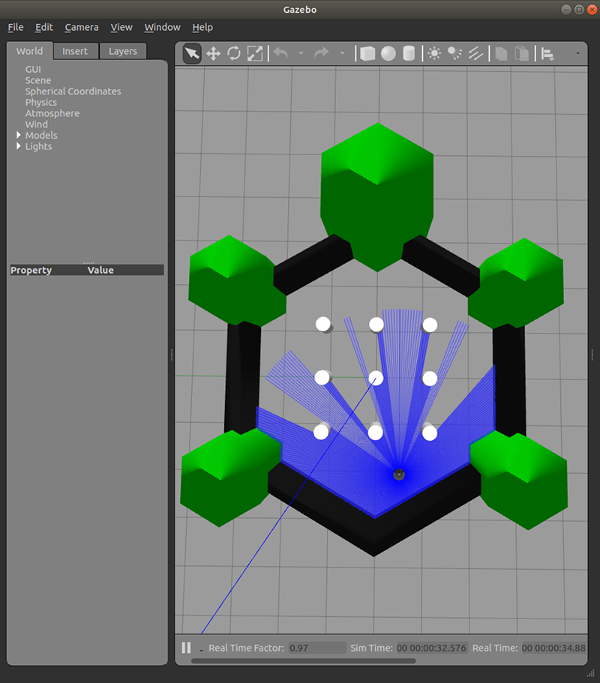 Gazebo
File Edit Camera View Window Help
World Insert Layers
GUI
Scene
Spherical Coordinates
Physics
Atmosphere
Wind
Models
Lights
Property Value
Real Time Factor: 0.97 Sim Time: 00 00:00:32.576 Real Time: 00 00:00:34.88